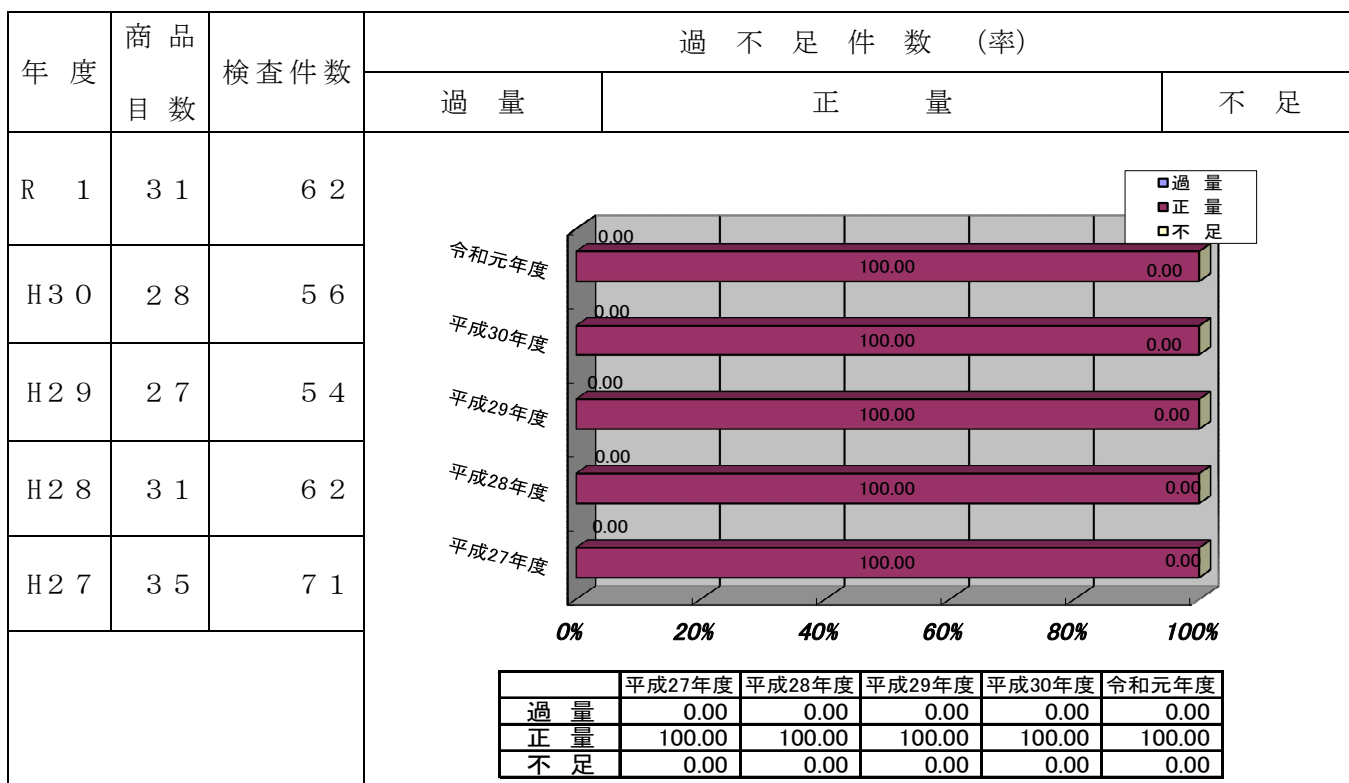 年 度 商 品 目 数 検査件数 過 不 足 件 数 (率)
過 量 正 量 不 足
R 1 31 62
H30 28 56
H29 27 54
H28 31 62
H27 35 71
過 量
正 量
不 足
令和元年度 0.00 100.00 0.00
平成30年度 0.00 100.00 0.00
平成29年度 0.00 100.00 0.00
平成28年度 0.00 100.00 0.00
平成27年度 0.00 100.00 0.00
0% 20% 40% 60% 80% 100%
平成27年度 平成28年度 平成29年度 平成30年度 令和元年度
過 量 0.00 0.00 0.00 0.00 0.00
正 量 100.00 100.00 100.00 100.00 100.00
不 足 0.00 0.00 0.00 0.00 0.00